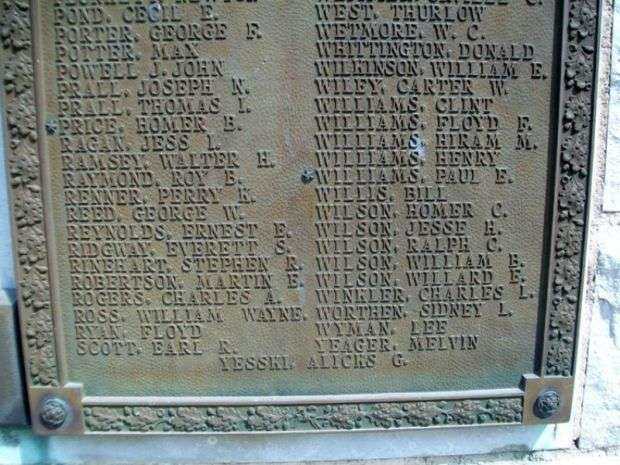 POND, CECIL E.
PORTER, GEORGE F.
POTTER, MAX
POWELL J. JOHN
PRALL, JOSEPH N.
PRALL, THOMAS I.
PRICE, HOMER B.
RAGAN, JESS L.
RAMSEY, WALTER H.
RAYMOND, ROY B.
RENNER, PERRY K.
REED, GEORGE W.
REYNOLDS, ERNEST E.
RIDGWAY, EVERETT S.
RINEHART, STEPHEN R.
ROBERTSON, MARTIN E.
ROGERS, CHARLES A.
ROSS, WILLIAM WAYNE.
RYAN, FLOYD
SCOTT, EARL R.
WEST, THURLOW
WETMORE, W. C.
WHITTINGTON, DONALD
WILKINSON, WILLIAM E.
WILEY, CARTER W.
WILLIAMS, CLINT
WILLIAMS, FLOYD F.
WILLIAMS, HIRAM M.
WILLIAMS, HENRY
WILLIAMS, PAUL E.
WILLIS, BILL
WILSON, HOMER C.
WILSON, JESSE H.
WILSON, RALPH C.
WILSON, WILLIAM B.
WILSON, WILLARD E.
WINKLER, CHARLES L.
WORTHEN, SIDNEY L.
WYMAN, LEE
YEAGER, MELVIN
YESSKI, ALICKS G.